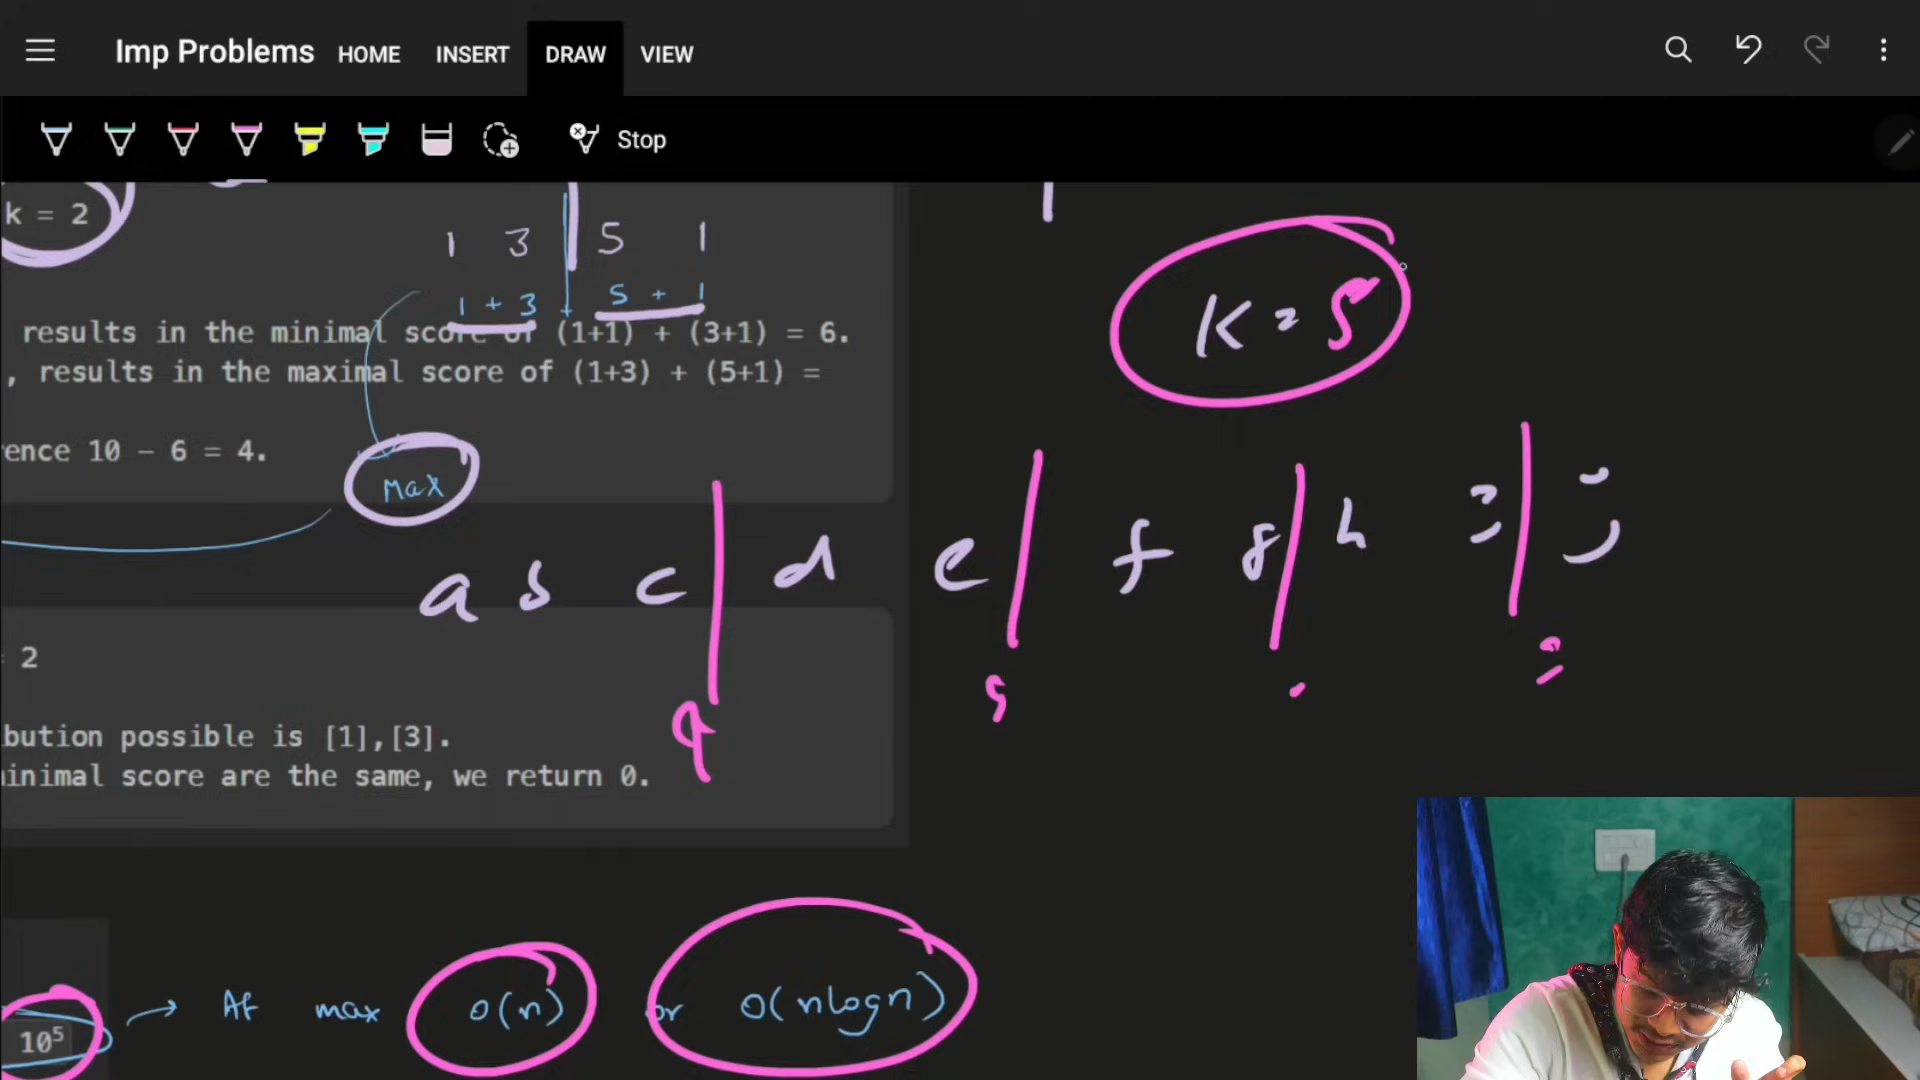 Imp Problems HOME INSERT DRAW VIEW
Stop
k = 2
1 3 5 1
1 + 3 + 5 + 1
results in the minimal score of (1+1) + (3+1) = 6.
, results in the maximal score of (1+3) + (5+1) =
ence 10 − 6 = 4.
Max
K = 5
a b c d e f g h i j
= 2
bution possible is [1],[3].
inimal score are the same, we return 0.
10⁵ → At max O(n) or O(nlogn)